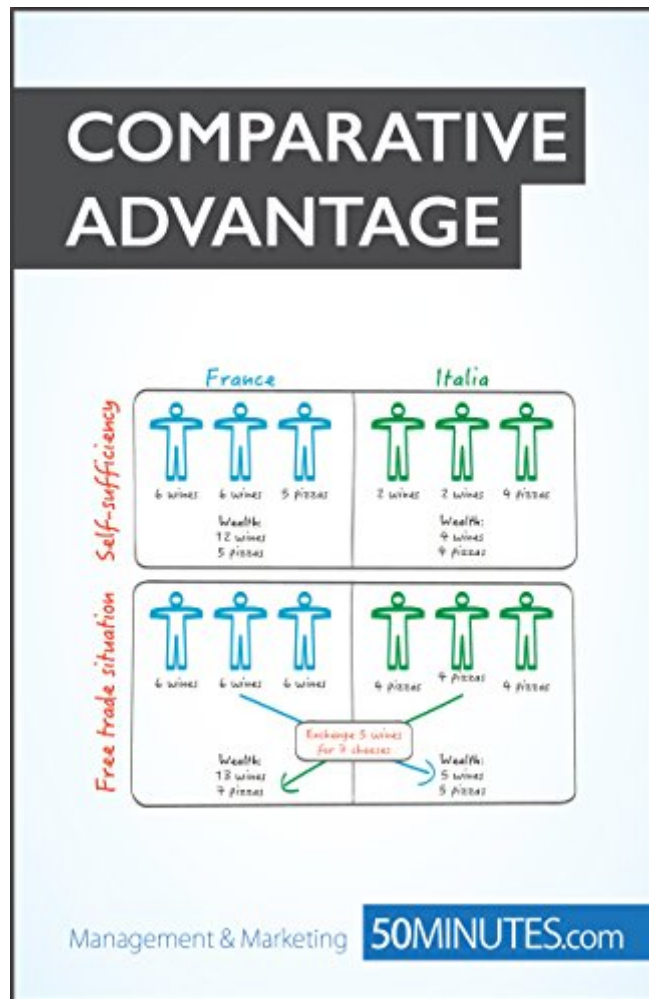 COMPARATIVE
ADVANTAGE
France Italia
Self-sufficiency
6 wines 6 wines 5 pizzas 2 wines 2 wines 4 pizzas
Wealth: Wealth:
12 wines 4 wines
5 pizzas 4 pizzas
Free trade situation
6 wines 6 wines 6 wines 4 pizzas 4 pizzas 4 pizzas
Exchange 5 wines
for 7 cheeses
Wealth: Wealth:
13 wines 5 wines
7 pizzas 5 pizzas
Management & Marketing 50MINUTES.com